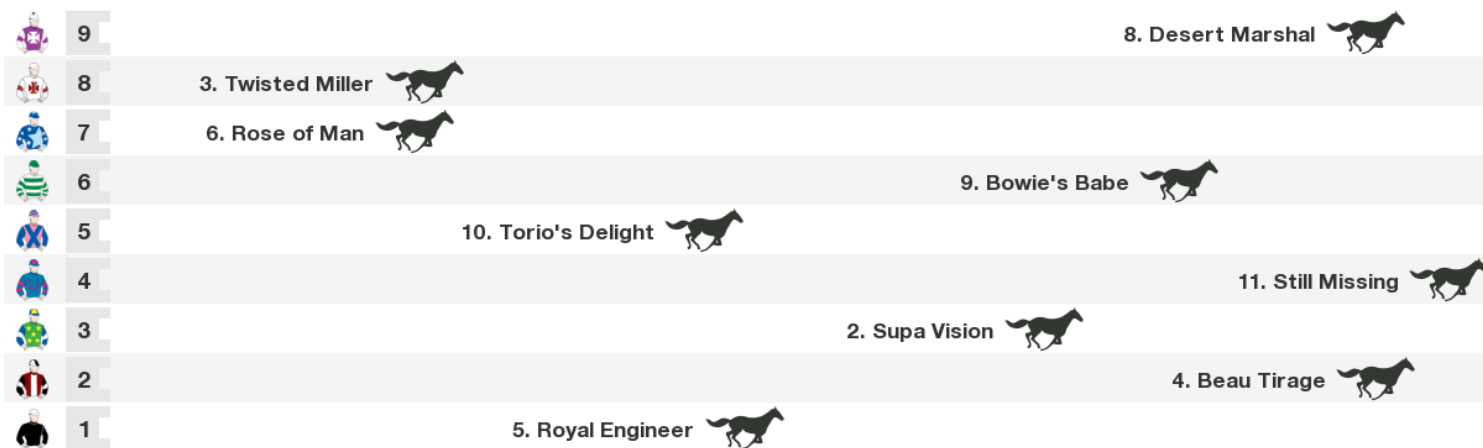 9 8. Desert Marshal
8 3. Twisted Miller
7 6. Rose of Man
6 9. Bowie's Babe
5 10. Torio's Delight
4 11. Still Missing
3 2. Supa Vision
2 4. Beau Tirage
1 5. Royal Engineer